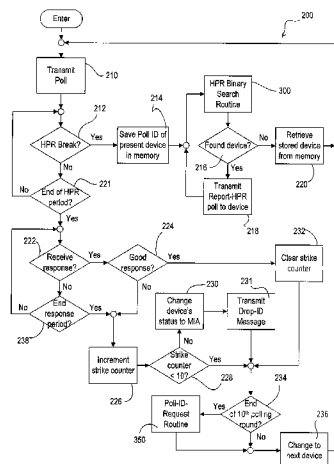 200
Enter
Transmit
Poll
210
212
HPR Break?
Yes
No
214
Save Poll ID of
present device
in memory
HPR Binary
Search
Routine
300
Found device?
216
No
Yes
Retrieve
stored device
from memory
220
Transmit
Report-HPR
poll to device
218
221
End of HPR
period?
No
Yes
222
Receive
response?
Yes
No
224
Good
response?
Yes
No
232
Clear strike
counter
End
response
period?
238
No
Yes
230
Change
device's
status to MIA
231
Transmit
Drop-ID
Message
Increment
strike counter
226
No
Strike
counter
< 10?
228
Yes
234
End
of 10th polling
round?
Yes
No
Poll-ID-
Request
Routine
350
236
Change to
next device